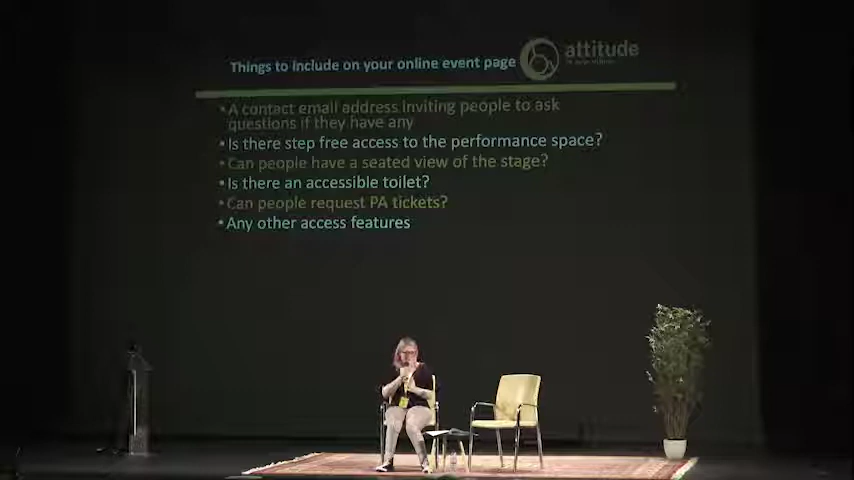 Things to include on your online event page
attitude
• A contact email address inviting people to ask
questions if they have any
• Is there step free access to the performance space?
• Can people have a seated view of the stage?
• Is there an accessible toilet?
• Can people request PA tickets?
• Any other access features